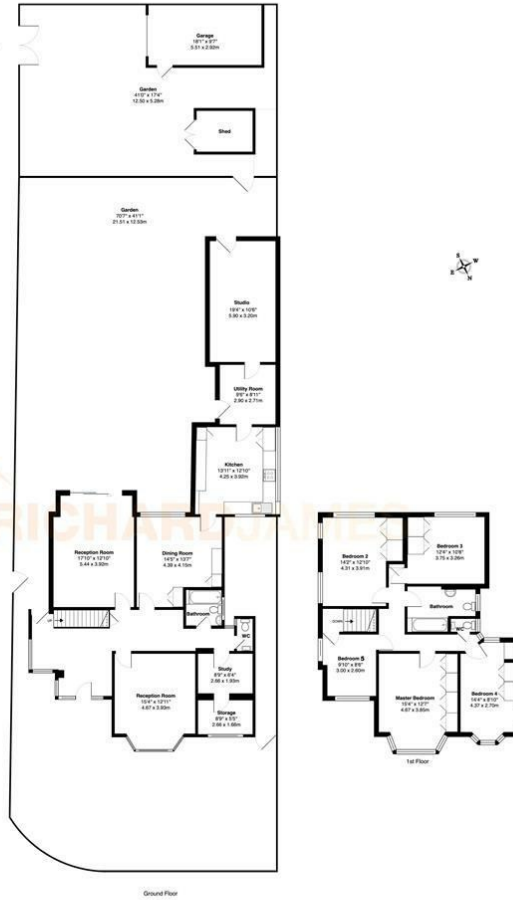 Garage
18'1" x 9'7"
5.51 x 2.92m
Garden
41'0" x 17'4"
12.50 x 5.28m
Shed
Garden
70'7" x 41'1"
21.51 x 12.53m
S
W
E
N
Studio
19'4" x 10'6"
5.90 x 3.20m
Utility Room
9'6" x 8'11"
2.90 x 2.71m
Kitchen
13'11" x 12'10"
4.25 x 3.92m
RICHARDJAMES
Reception Room
17'10" x 12'10"
5.44 x 3.92m
Dining Room
14'5" x 13'7"
4.39 x 4.15m
Bathroom
WC
Study
8'9" x 6'4"
2.66 x 1.93m
Reception Room
15'4" x 12'11"
4.67 x 3.93m
Storage
8'9" x 5'5"
2.66 x 1.66m
Bedroom 2
14'2" x 12'10"
4.31 x 3.91m
Bedroom 3
12'4" x 10'8"
3.75 x 3.26m
Bathroom
DOWN
Bedroom 5
9'10" x 8'6"
3.00 x 2.60m
Master Bedroom
15'4" x 12'7"
4.67 x 3.85m
Bedroom 4
14'4" x 8'10"
4.37 x 2.70m
1st Floor
Ground Floor